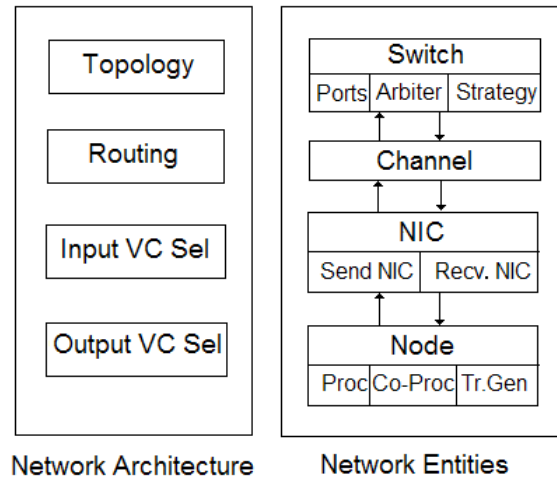 Topology
Routing
Input VC Sel
Output VC Sel
Network Architecture
Switch
Ports Arbiter Strategy
Channel
NIC
Send NIC Recv. NIC
Node
Proc Co-Proc Tr.Gen
Network Entities